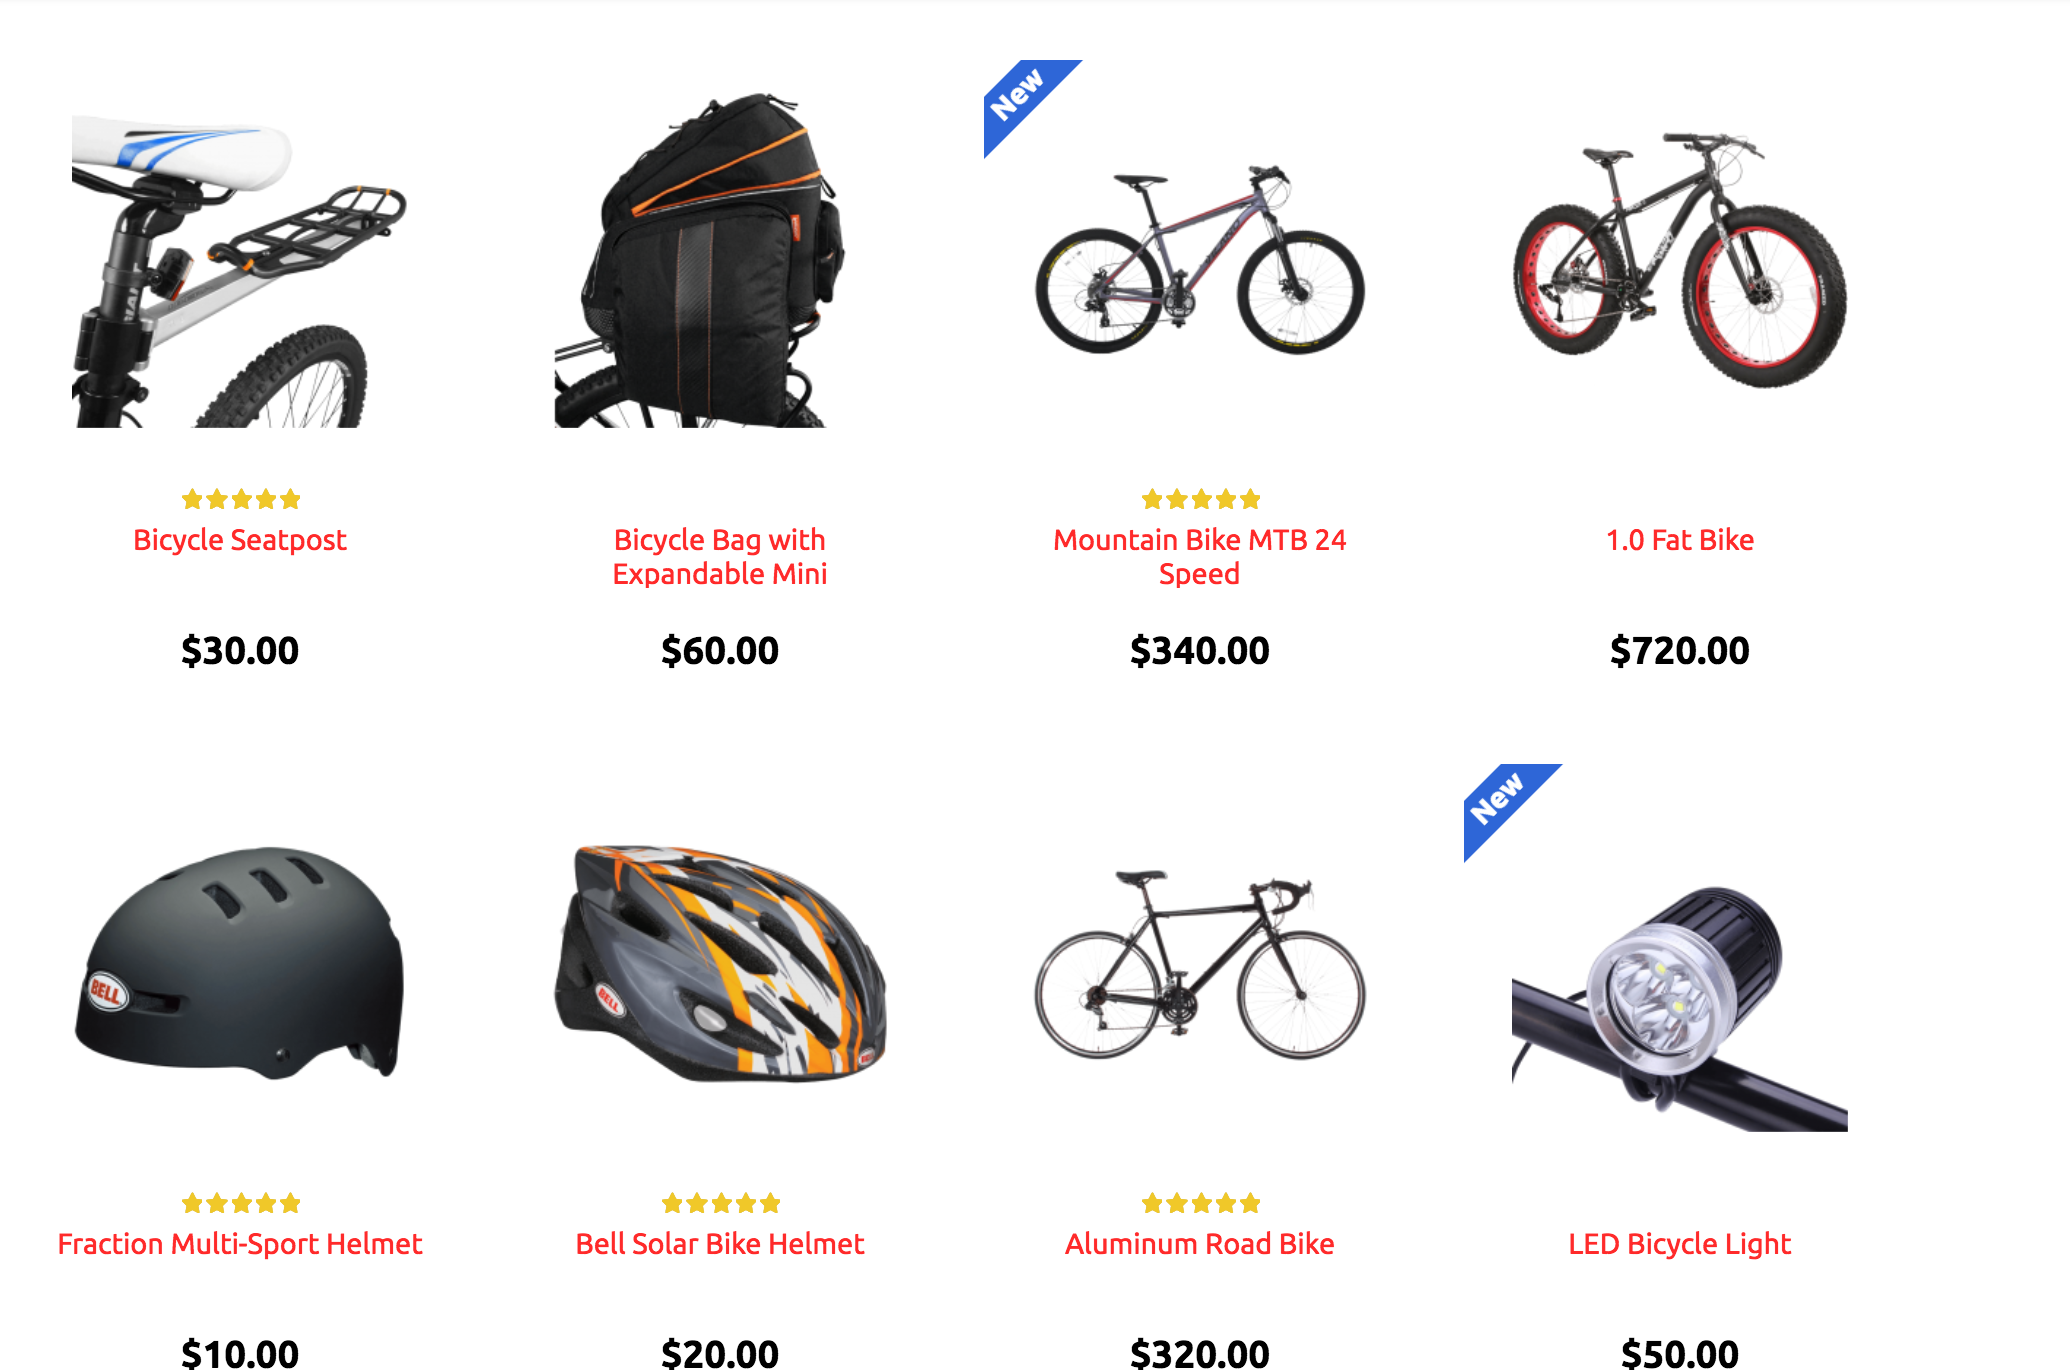 New
Bicycle Seatpost
Bicycle Bag with
Expandable Mini
Mountain Bike MTB 24
Speed
1.0 Fat Bike
$30.00
$60.00
$340.00
$720.00
New
BELL
BELL
Fraction Multi-Sport Helmet
Bell Solar Bike Helmet
Aluminum Road Bike
LED Bicycle Light
$10.00
$20.00
$320.00
$50.00